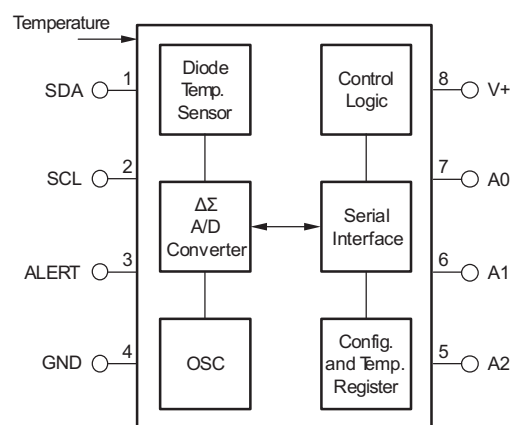 Temperature
SDA
1
SCL
2
ALERT
3
GND
4
Diode
Temp.
Sensor
ΔΣ
A/D
Converter
OSC
Control
Logic
Serial
Interface
Config.
and Temp.
Register
8
V+
7
A0
6
A1
5
A2